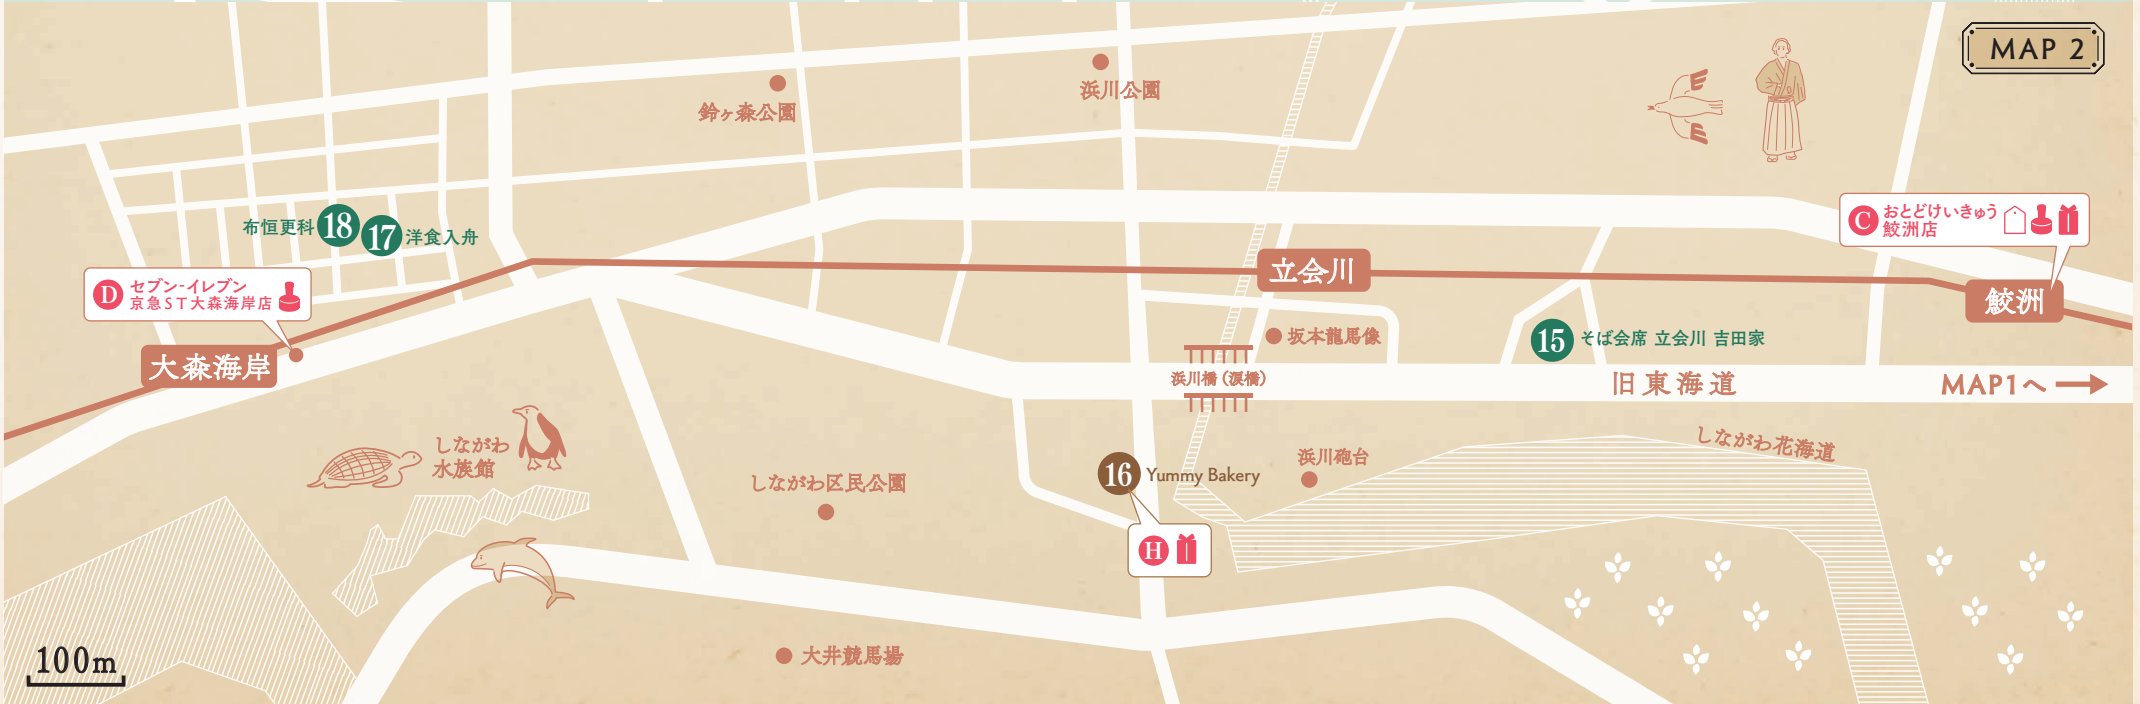 MAP 2
浜川公園
鈴ヶ森公園
C
おとどけいきゅう
鮫洲店
布恒更科
18
17
洋食入舟
立会川
D
セブン-イレブン
京急ST大森海岸店
鮫洲
坂本龍馬像
15
そば会席 立会川 吉田家
大森海岸
浜川橋(涙橋)
旧東海道
MAP1へ
しながわ
水族館
しながわ花海道
浜川砲台
16
Yummy Bakery
しながわ区民公園
H
大井競馬場
100m